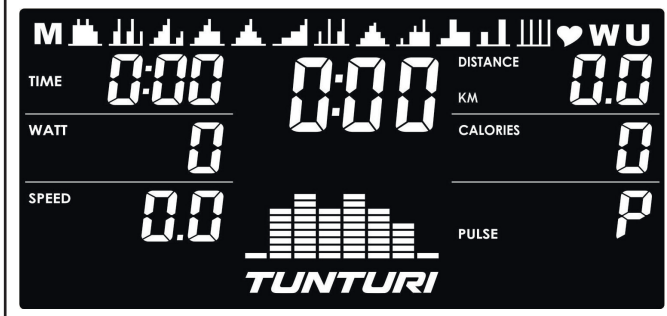 M W U
TIME 0:00
0:00
DISTANCE
KM 0.0
WATT 0
CALORIES 0
SPEED 0.0
PULSE P
TUNTURI